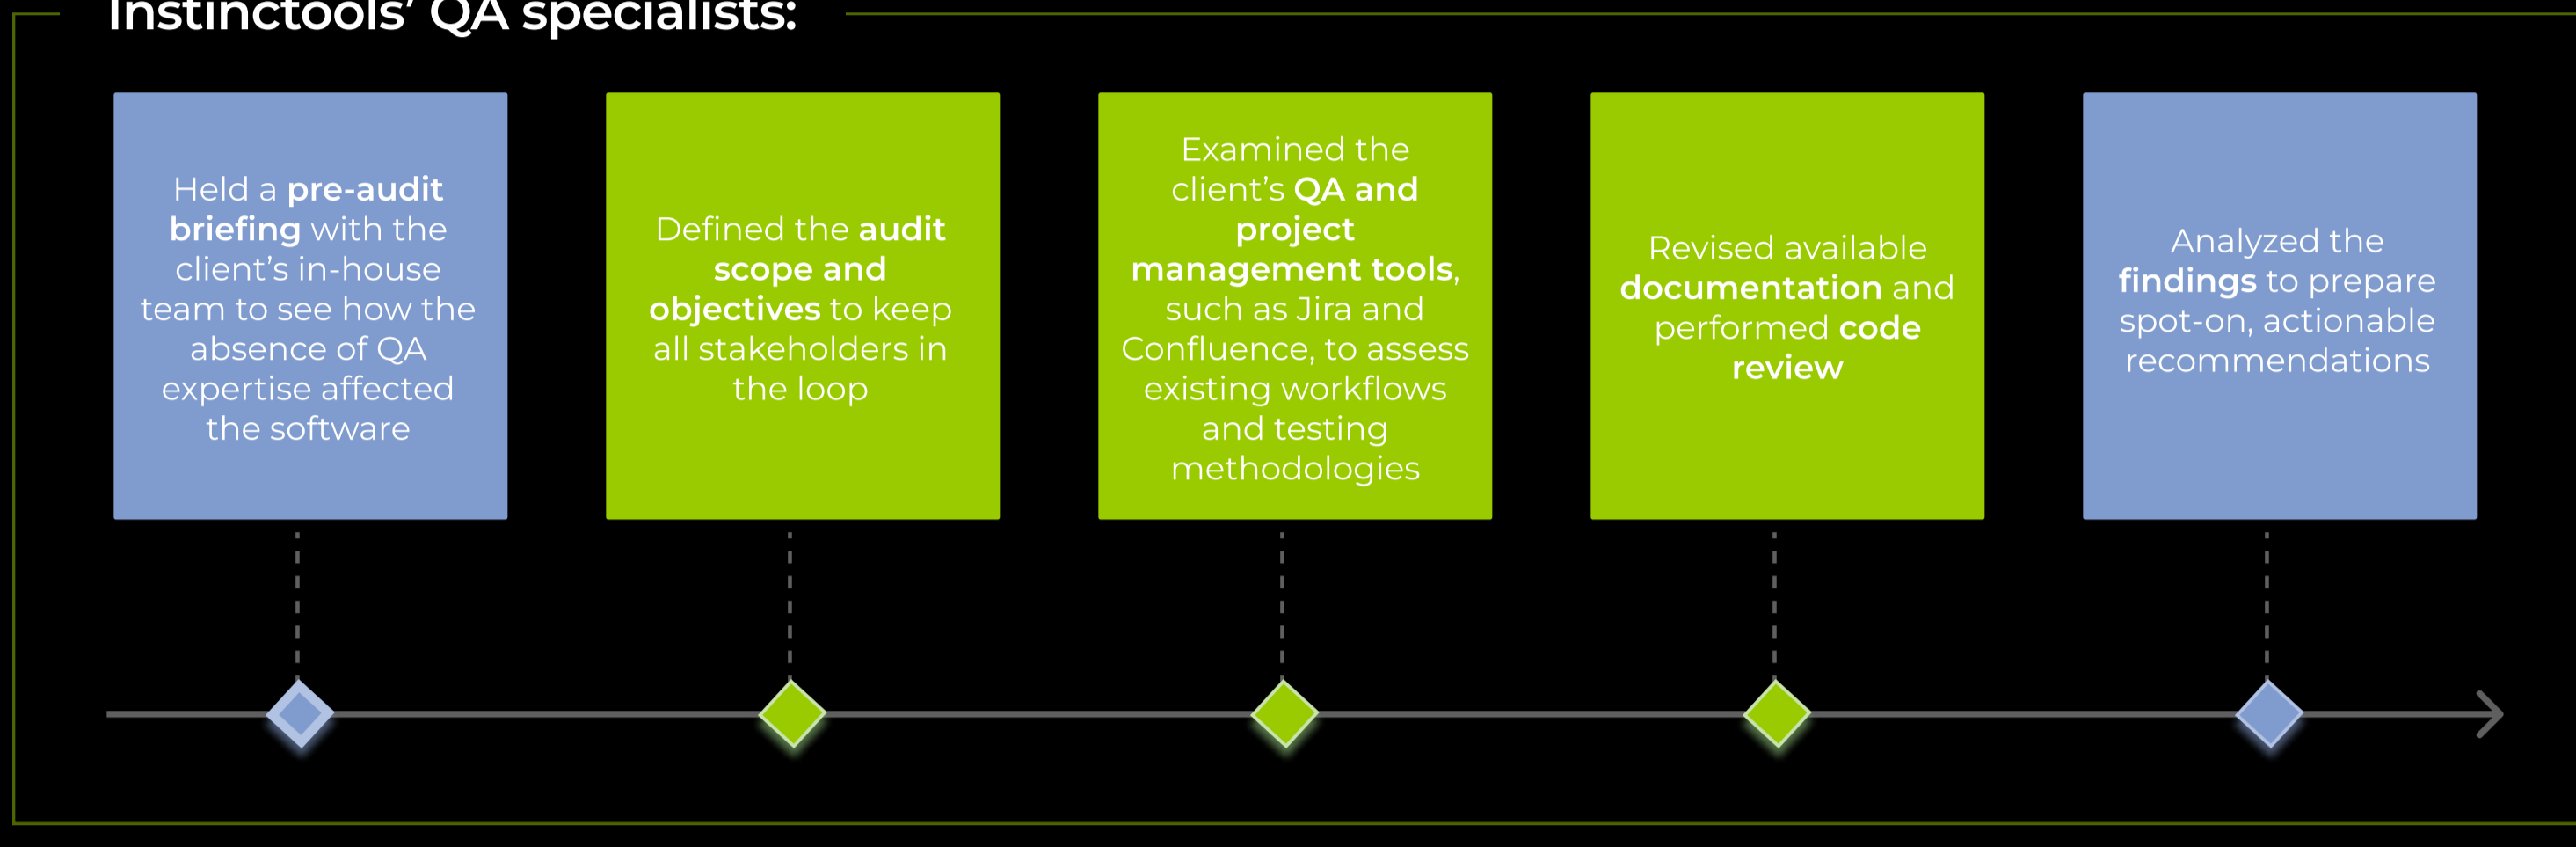 Instinctools’ QA specialists:
Held a pre-audit
briefing with the
client’s in-house
team to see how the
absence of QA
expertise affected
the software
Defined the audit
scope and
objectives to keep
all stakeholders in
the loop
Examined the
client’s QA and
project
management tools,
such as Jira and
Confluence, to assess
existing workflows
and testing
methodologies
Revised available
documentation and
performed code
review
Analyzed the
findings to prepare
spot-on, actionable
recommendations